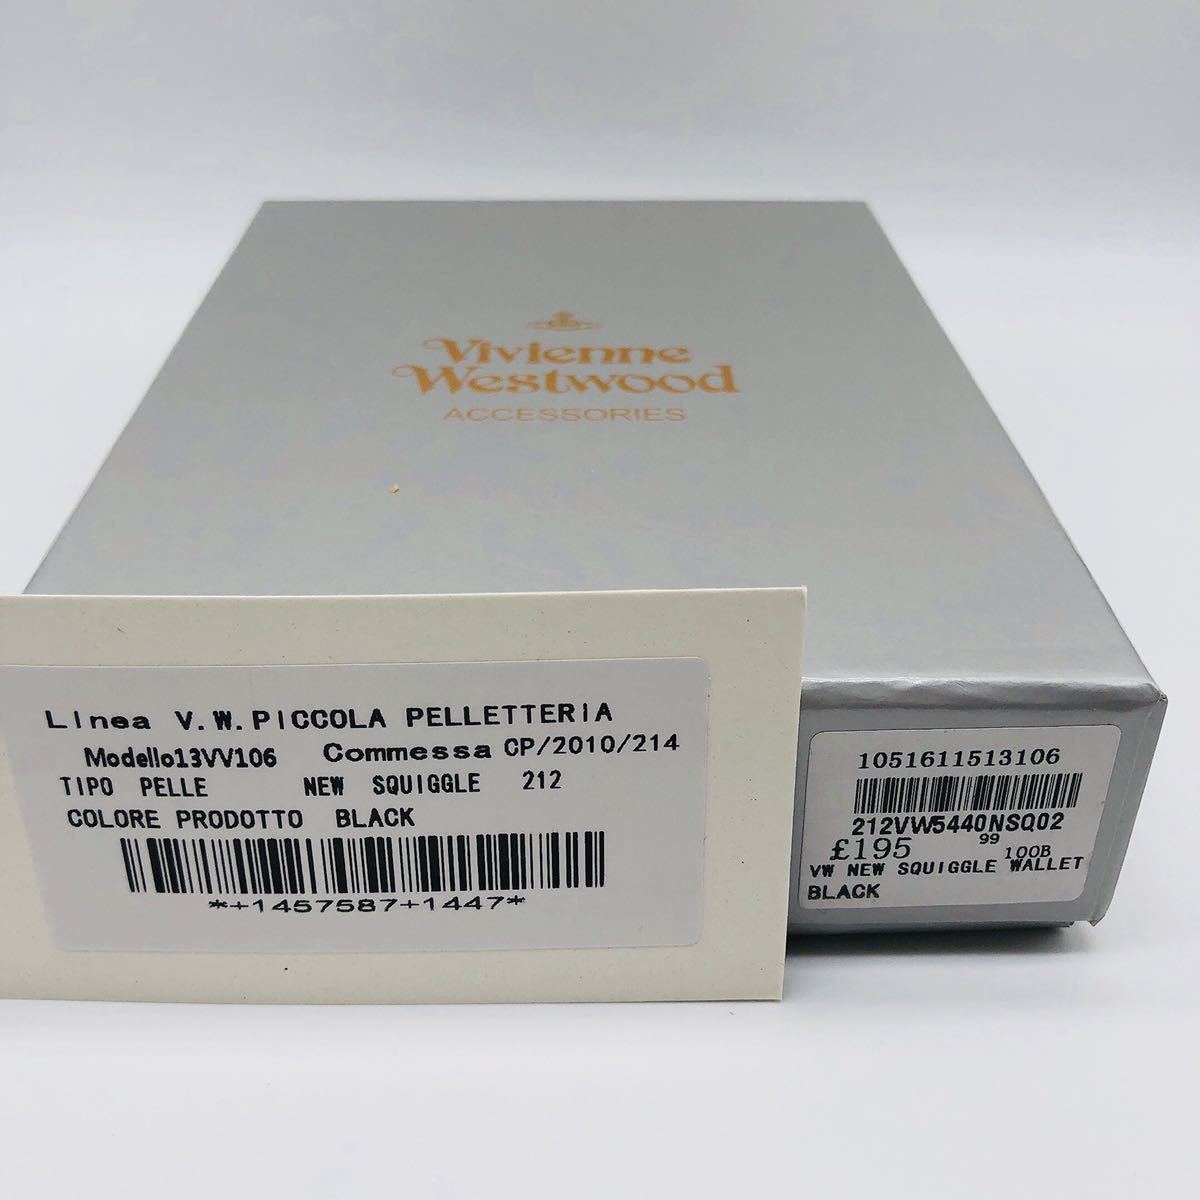 Vivienne
Westwood
ACCESSORIES
Linea V.W.PICCOLA PELLETTERIA
Modello13VV106 Commessa CP/2010/214
TIPO PELLE NEW SQUIGGLE 212
COLORE PRODOTTO BLACK
*+1457587+1447*
1051611513106
212VW5440NSQ02
£195 99 100B
VW NEW SQUIGGLE WALLET
BLACK